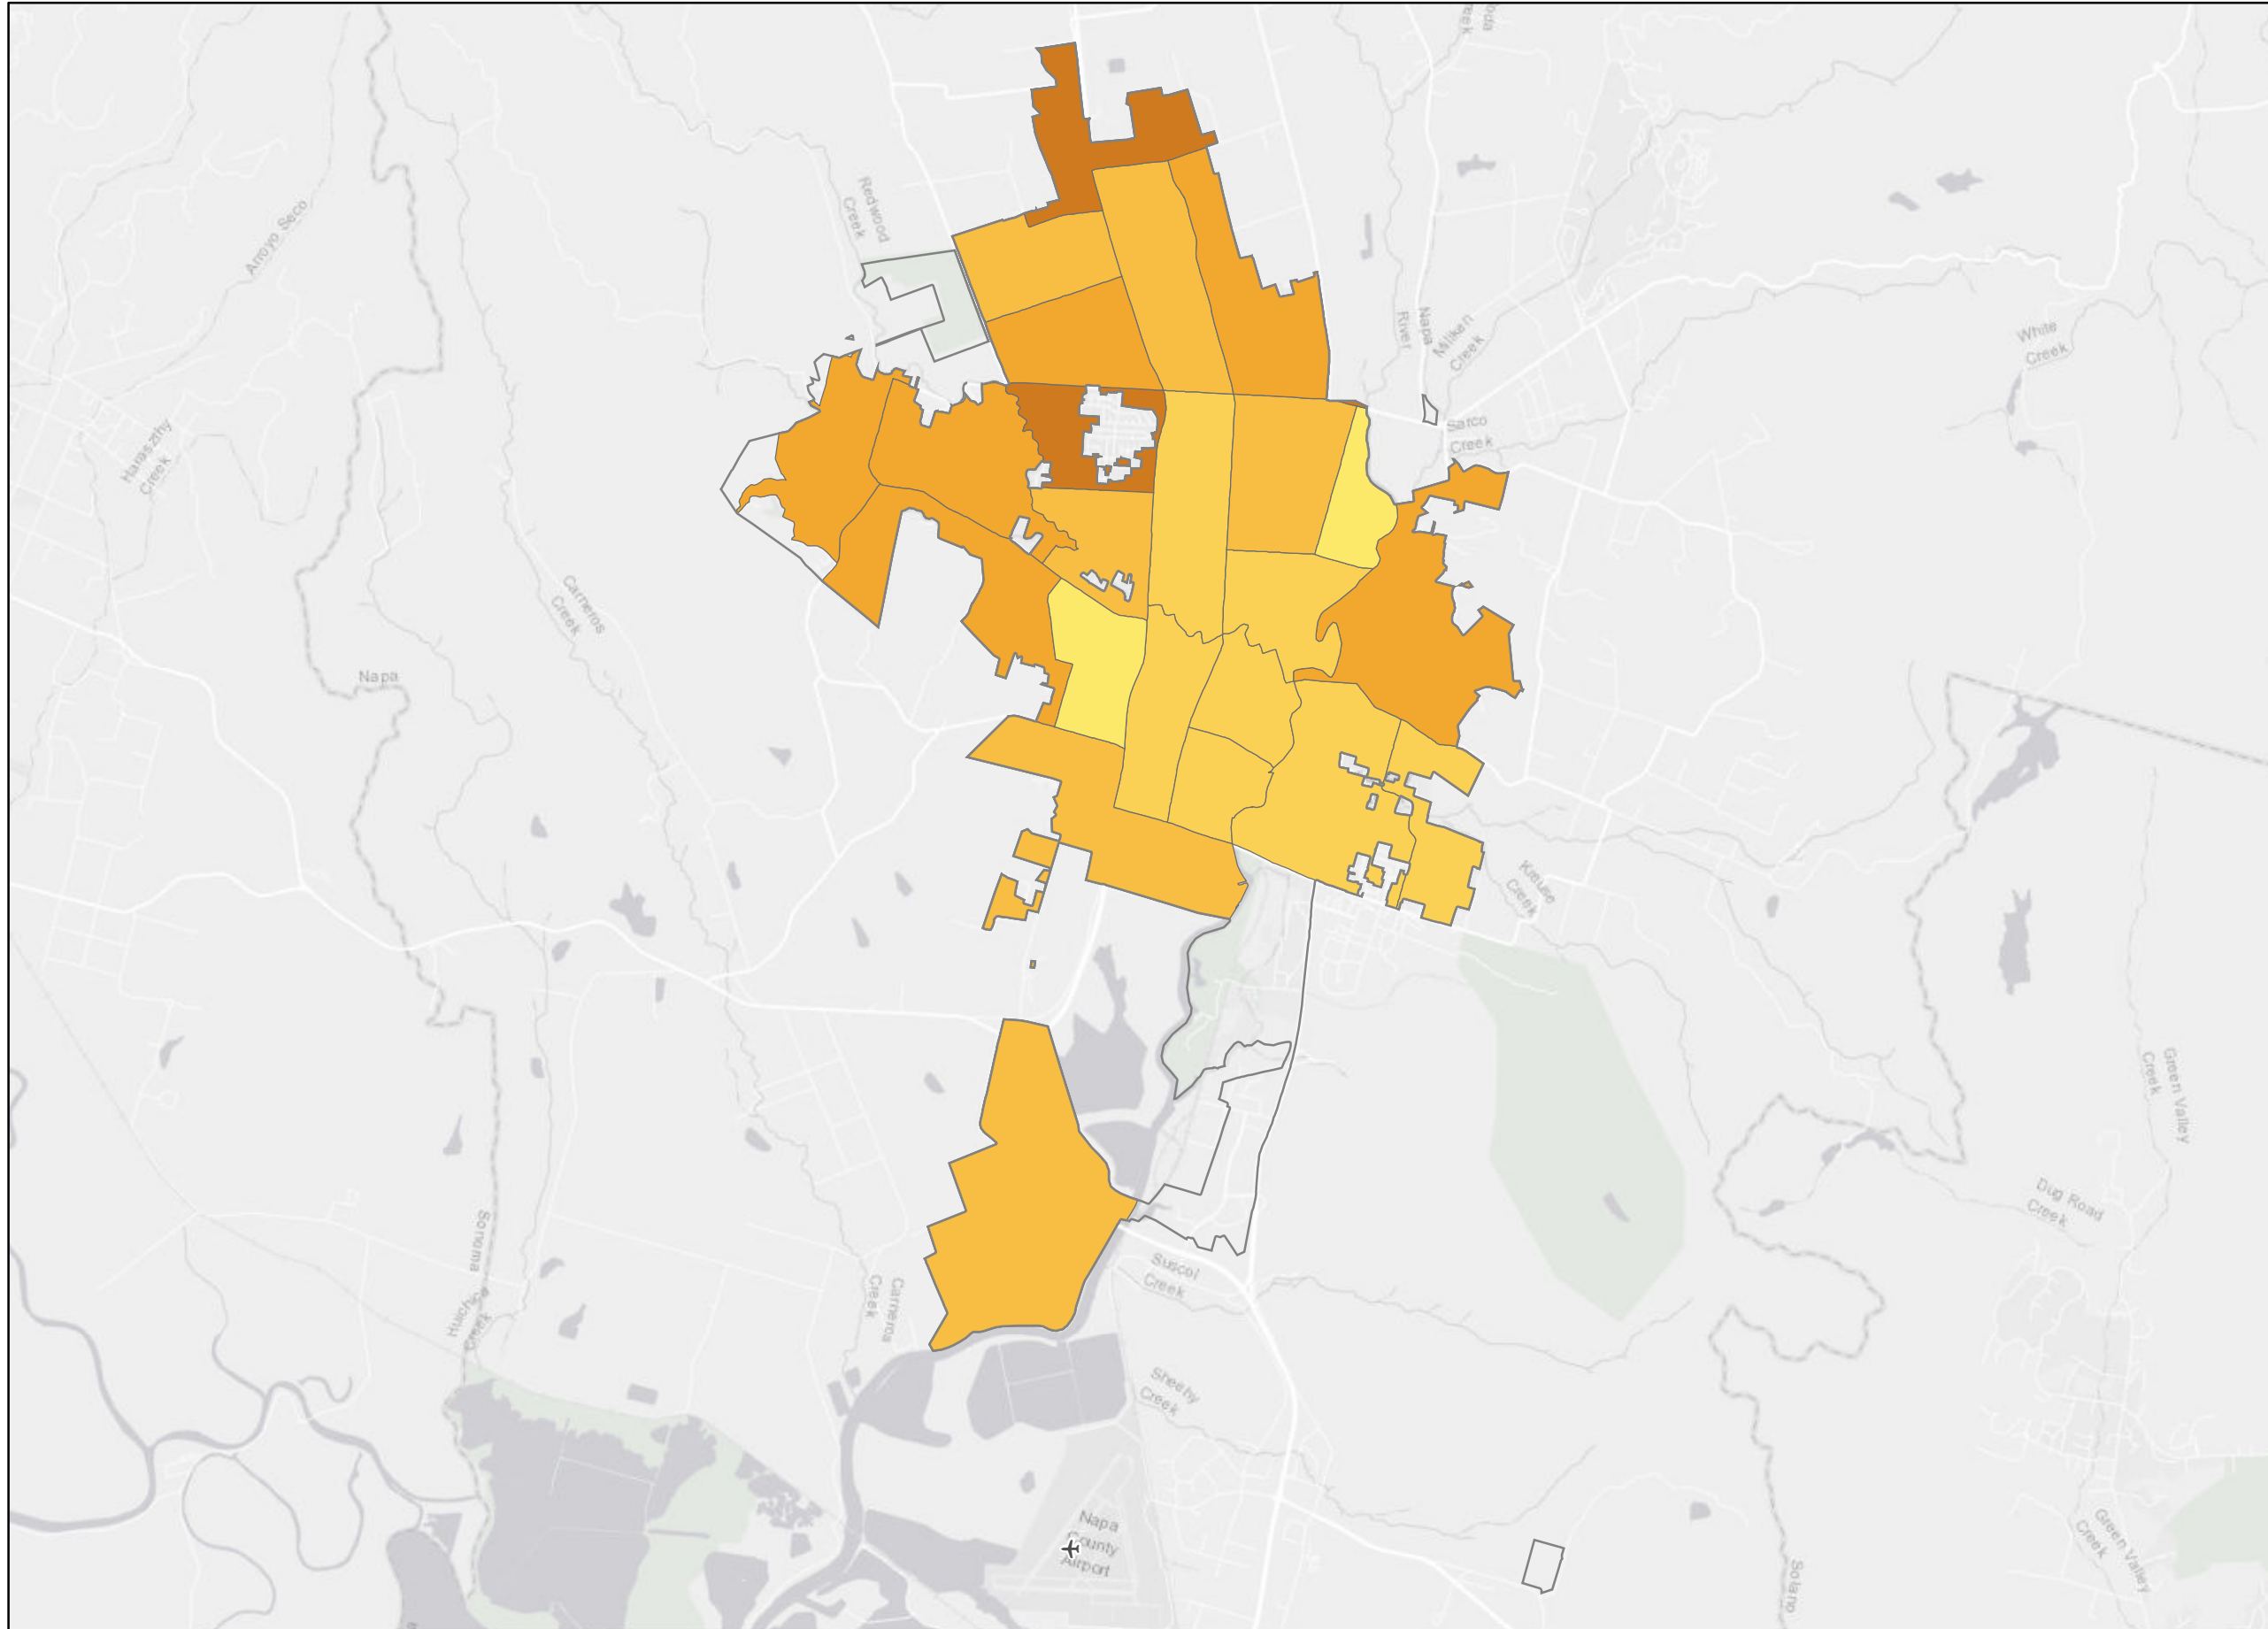 Redwood
Creek
Arroyo Seco
Napa
River
Milliken
Creek
White
Creek
Sarco
Creek
Haraszthy
Creek
Carneros
Creek
Napa
Kreuse
Creek
Green Valley
Creek
Dug Road
Creek
Suscol
Creek
Sonoma
Huichica
Creek
Carneros
Creek
Sheehy
Creek
Napa
County
Airport
Green Valley
Creek
Solano